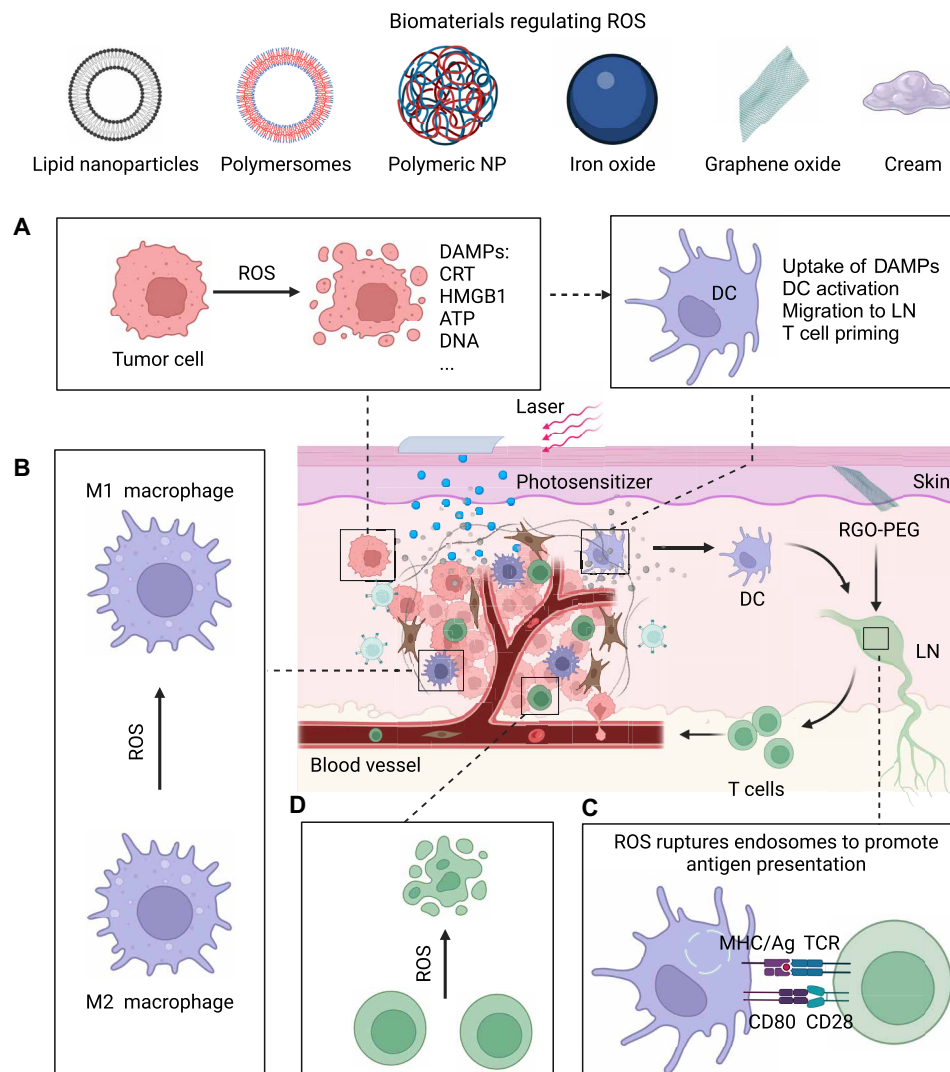 Biomaterials regulating ROS
Lipid nanoparticles
Polymersomes
Polymeric NP
Iron oxide
Graphene oxide
Cream
A
ROS
Tumor cell
DAMPs:
CRT
HMGB1
ATP
DNA
...
DC
Uptake of DAMPs
DC activation
Migration to LN
T cell priming
Laser
B
M1 macrophage
ROS
M2 macrophage
Photosensitizer
Skin
RGO-PEG
DC
LN
Blood vessel
T cells
D
ROS
C
ROS ruptures endosomes to promote
antigen presentation
MHC/Ag TCR
CD80 CD28